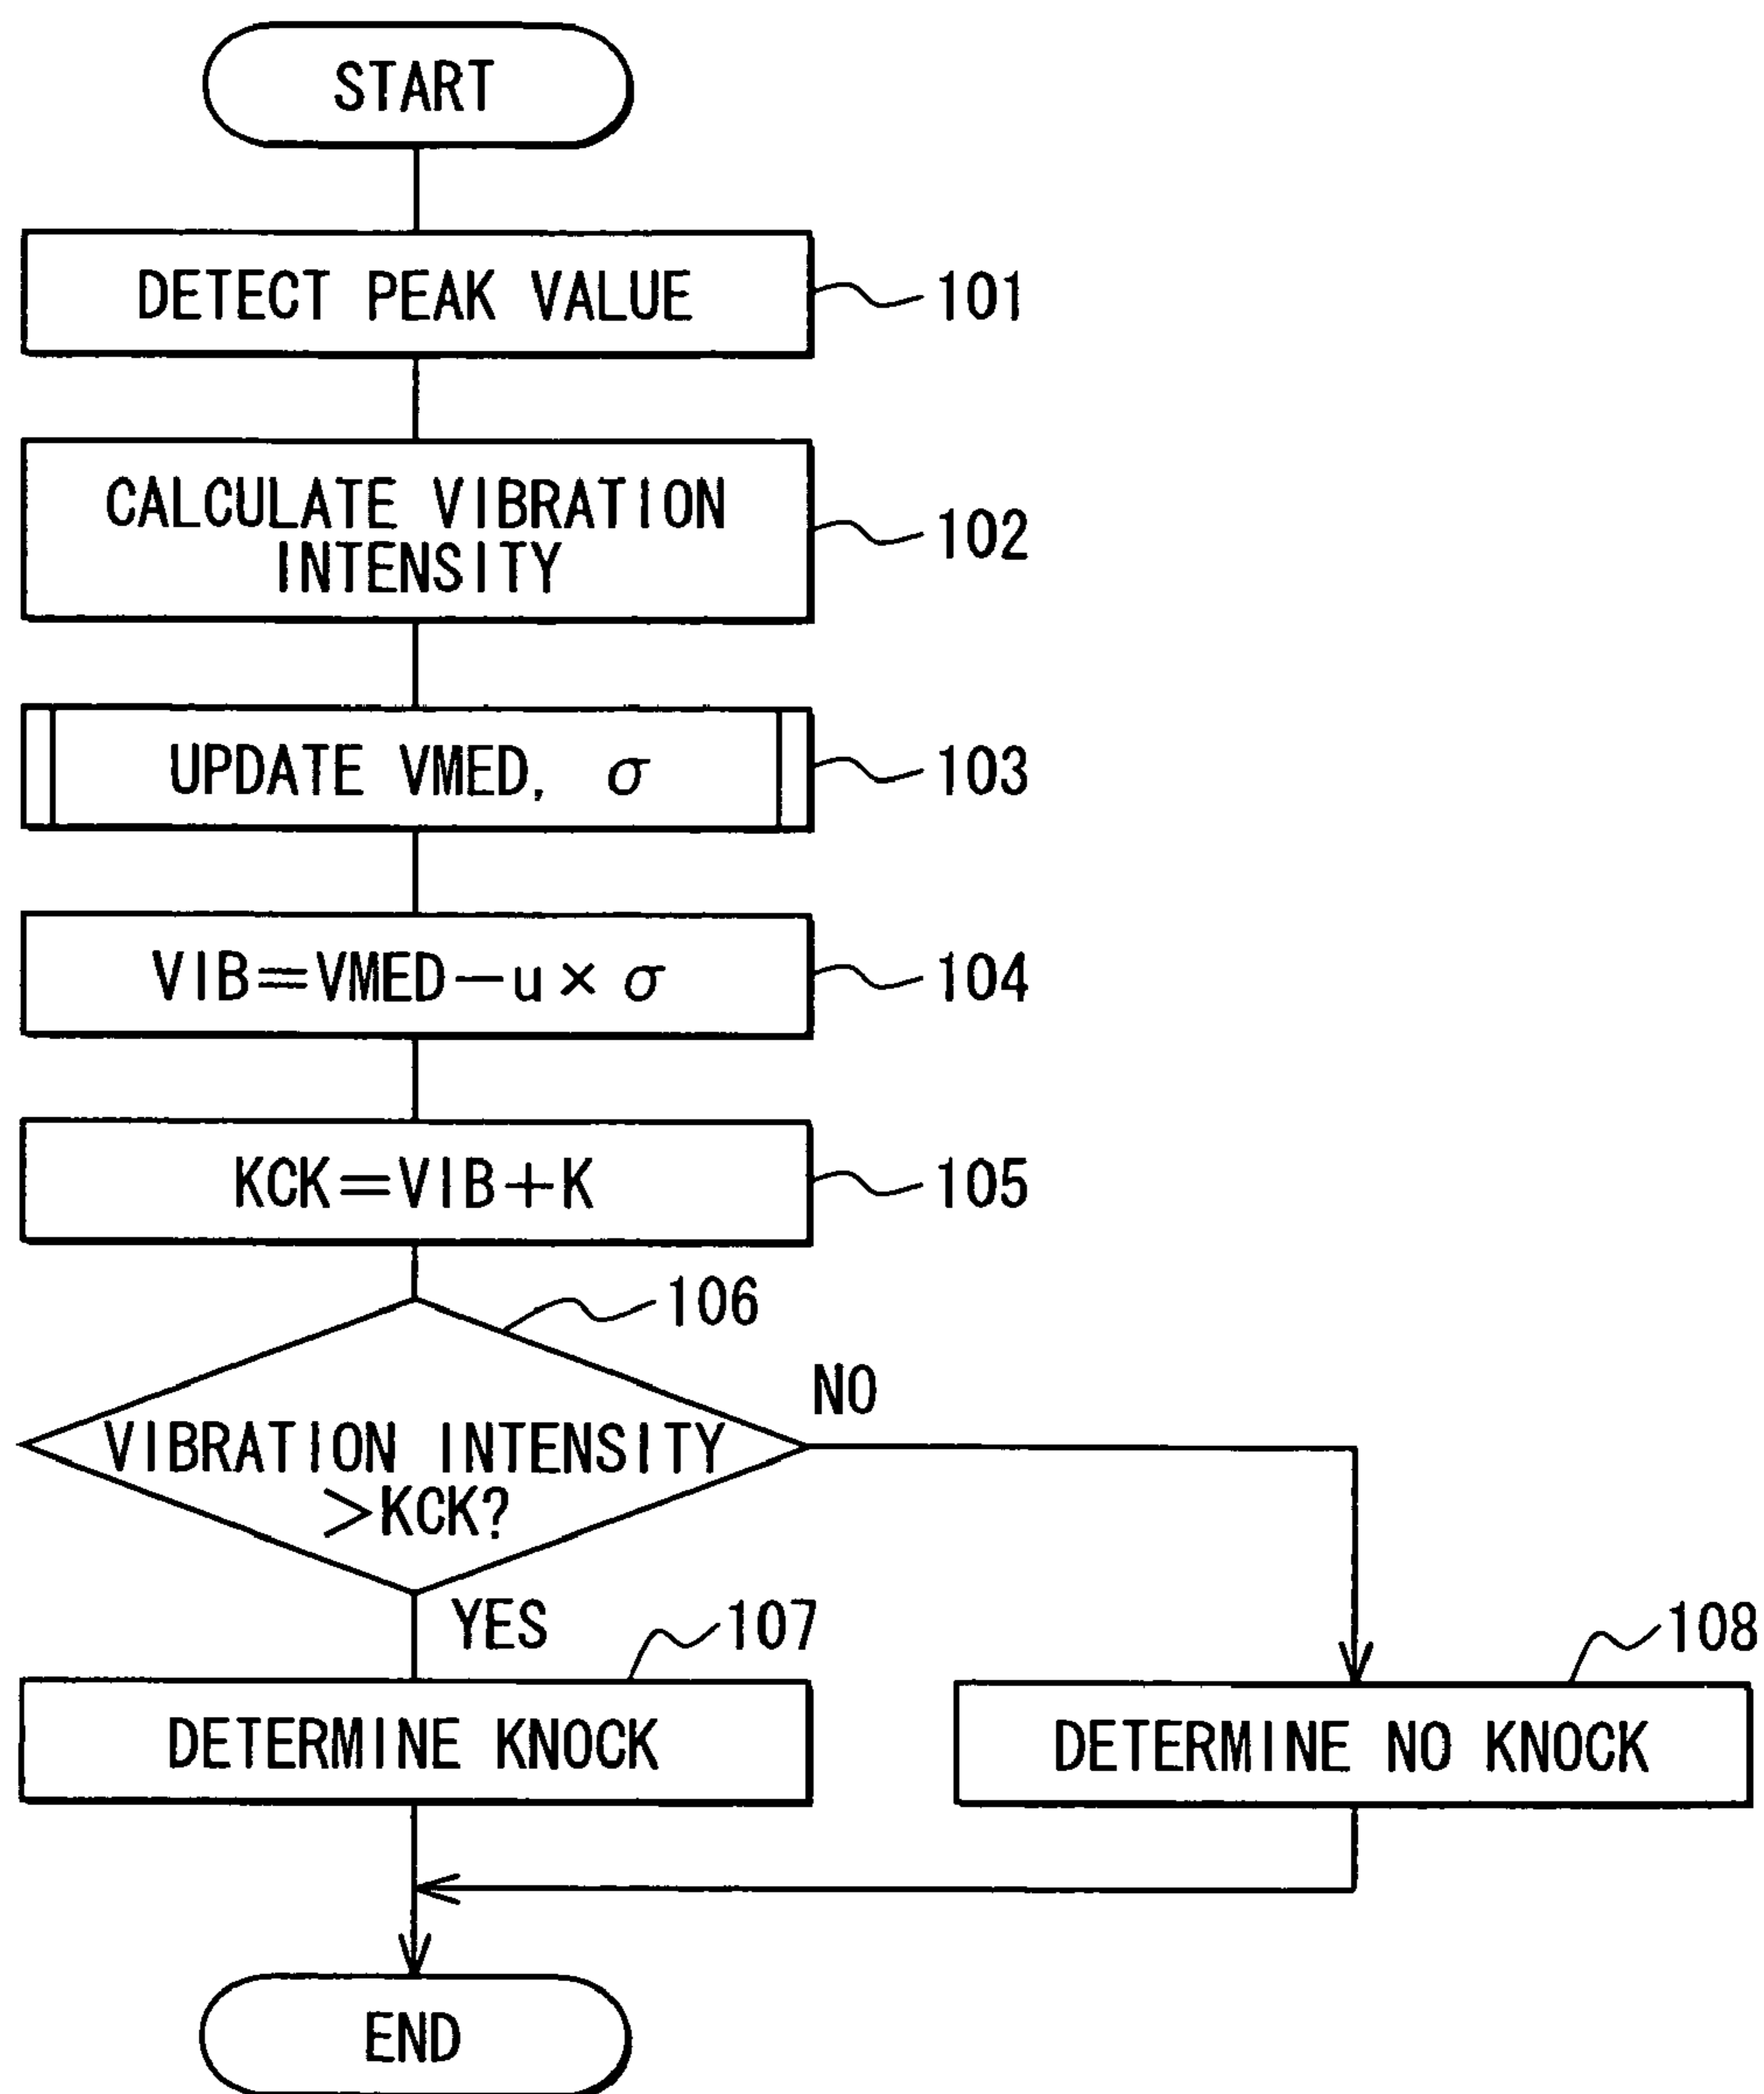 START
DETECT PEAK VALUE
101
CALCULATE VIBRATION
INTENSITY
102
UPDATE VMED, σ
103
VIB=VMED-u×σ
104
KCK=VIB+K
105
106
VIBRATION INTENSITY
>KCK?
NO
YES
107
108
DETERMINE KNOCK
DETERMINE NO KNOCK
END